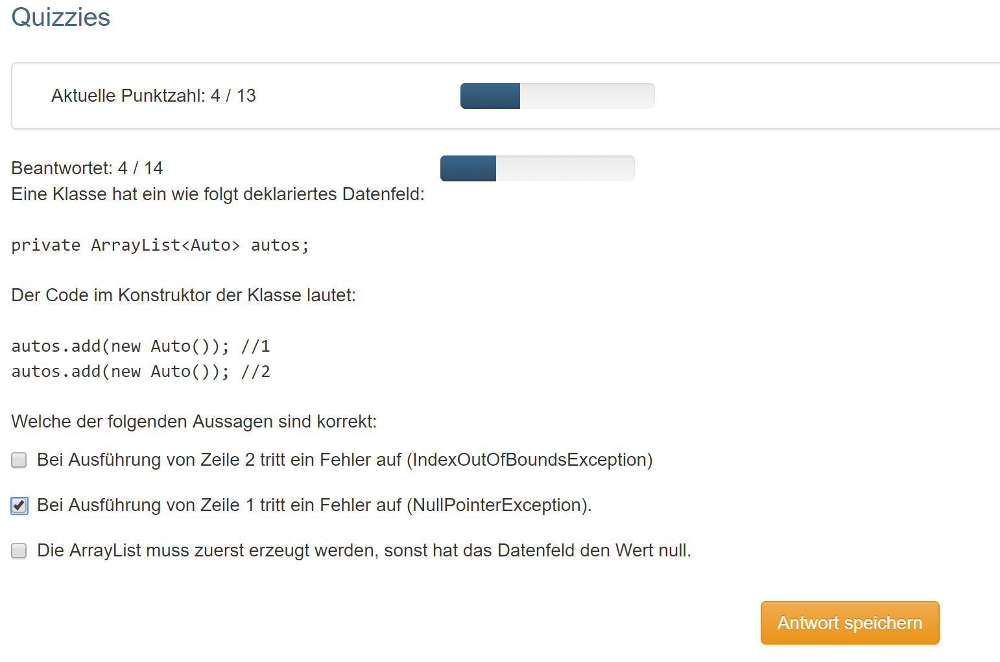 Quizzies
Aktuelle Punktzahl: 4 / 13
Beantwortet: 4 / 14
Eine Klasse hat ein wie folgt deklariertes Datenfeld:
private ArrayList<Auto> autos;
Der Code im Konstruktor der Klasse lautet:
autos.add(new Auto()); //1
autos.add(new Auto()); //2
Welche der folgenden Aussagen sind korrekt:
Bei Ausführung von Zeile 2 tritt ein Fehler auf (IndexOutOfBoundsException)
Bei Ausführung von Zeile 1 tritt ein Fehler auf (NullPointerException).
Die ArrayList muss zuerst erzeugt werden, sonst hat das Datenfeld den Wert null.
Antwort speichern